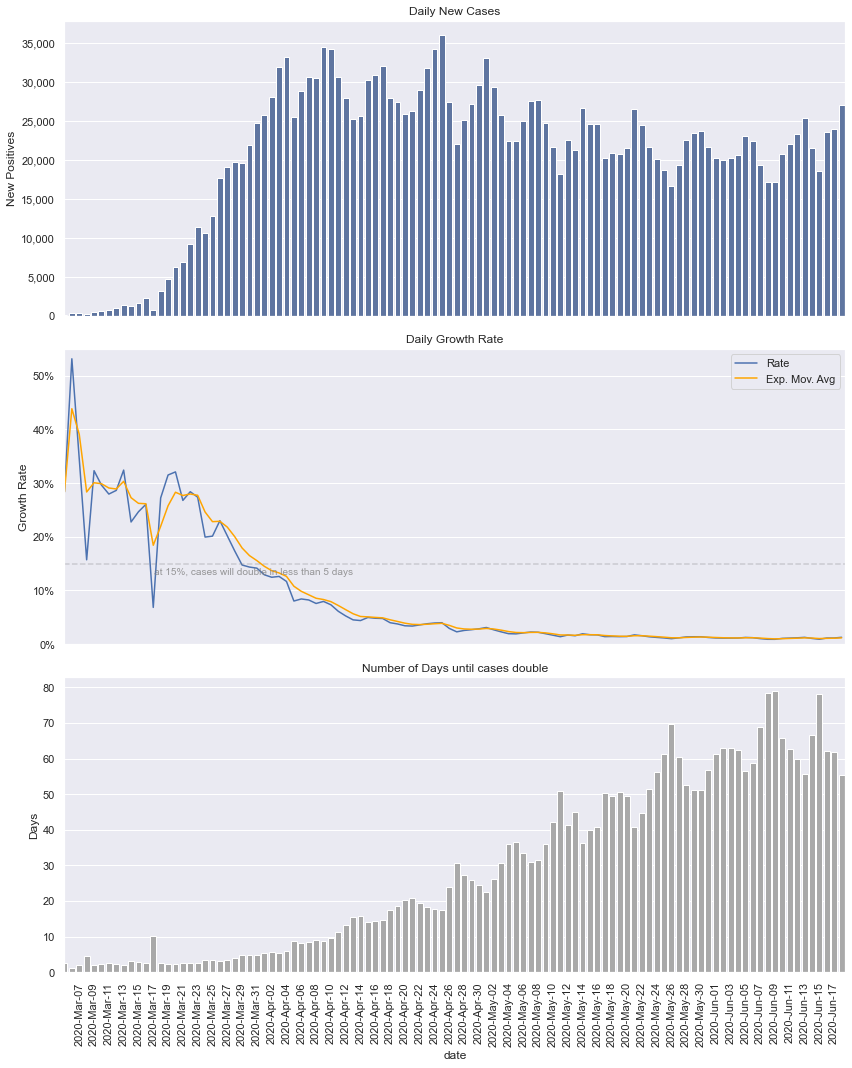 Daily New Cases
New Positives
35,000
30,000
25,000
20,000
15,000
10,000
5,000
0
Daily Growth Rate
Growth Rate
50%
40%
30%
20%
10%
0%
Rate
Exp. Mov. Avg
at 15%, cases will double in less than 5 days
Number of Days until cases double
Days
80
70
60
50
40
30
20
10
0
2020-Mar-07
2020-Mar-09
2020-Mar-11
2020-Mar-13
2020-Mar-15
2020-Mar-17
2020-Mar-19
2020-Mar-21
2020-Mar-23
2020-Mar-25
2020-Mar-27
2020-Mar-29
2020-Mar-31
2020-Apr-02
2020-Apr-04
2020-Apr-06
2020-Apr-08
2020-Apr-10
2020-Apr-12
2020-Apr-14
2020-Apr-16
2020-Apr-18
2020-Apr-20
2020-Apr-22
2020-Apr-24
2020-Apr-26
2020-Apr-28
2020-Apr-30
2020-May-02
2020-May-04
2020-May-06
2020-May-08
2020-May-10
2020-May-12
2020-May-14
2020-May-16
2020-May-18
2020-May-20
2020-May-22
2020-May-24
2020-May-26
2020-May-28
2020-May-30
2020-Jun-01
2020-Jun-03
2020-Jun-05
2020-Jun-07
2020-Jun-09
2020-Jun-11
2020-Jun-13
2020-Jun-15
2020-Jun-17
date